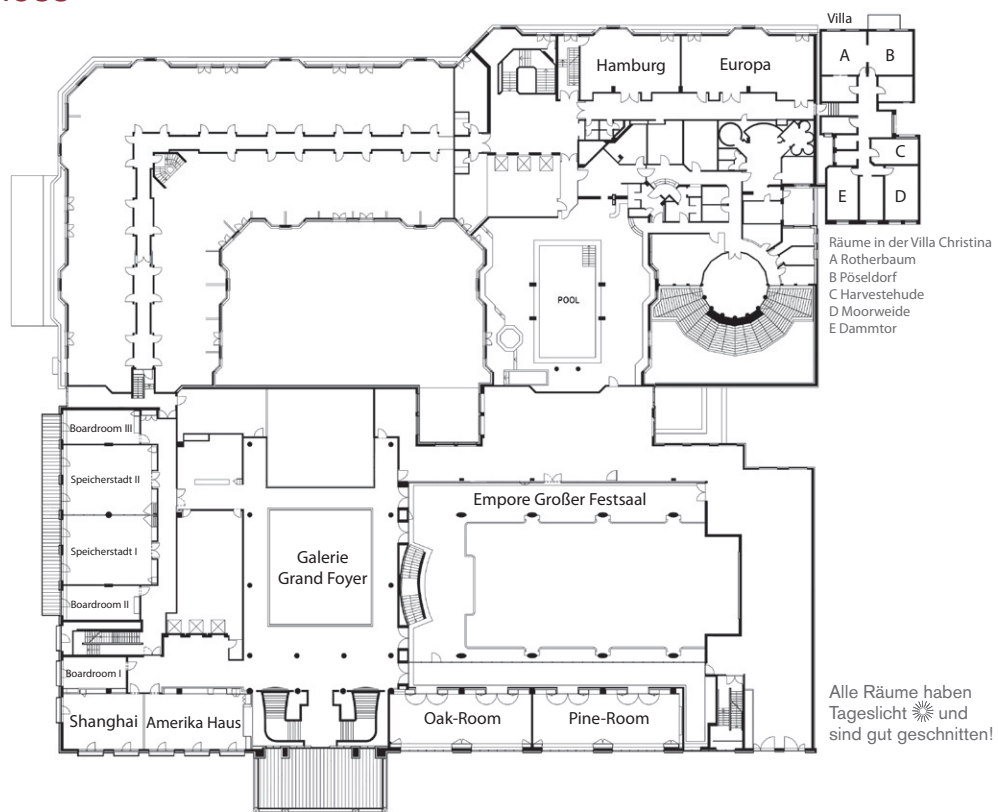 Villa
A
B
Hamburg
Europa
C
E
D
Räume in der Villa Christina
A Rotherbaum
B Pöseldorf
C Harvestehude
D Moorweide
E Dammtor
POOL
Boardroom III
Speicherstadt II
Speicherstadt I
Boardroom II
Boardroom I
Shanghai
Amerika Haus
Galerie
Grand Foyer
Empore Großer Festsaal
Oak-Room
Pine-Room
Alle Räume haben
Tageslicht und
sind gut geschnitten!